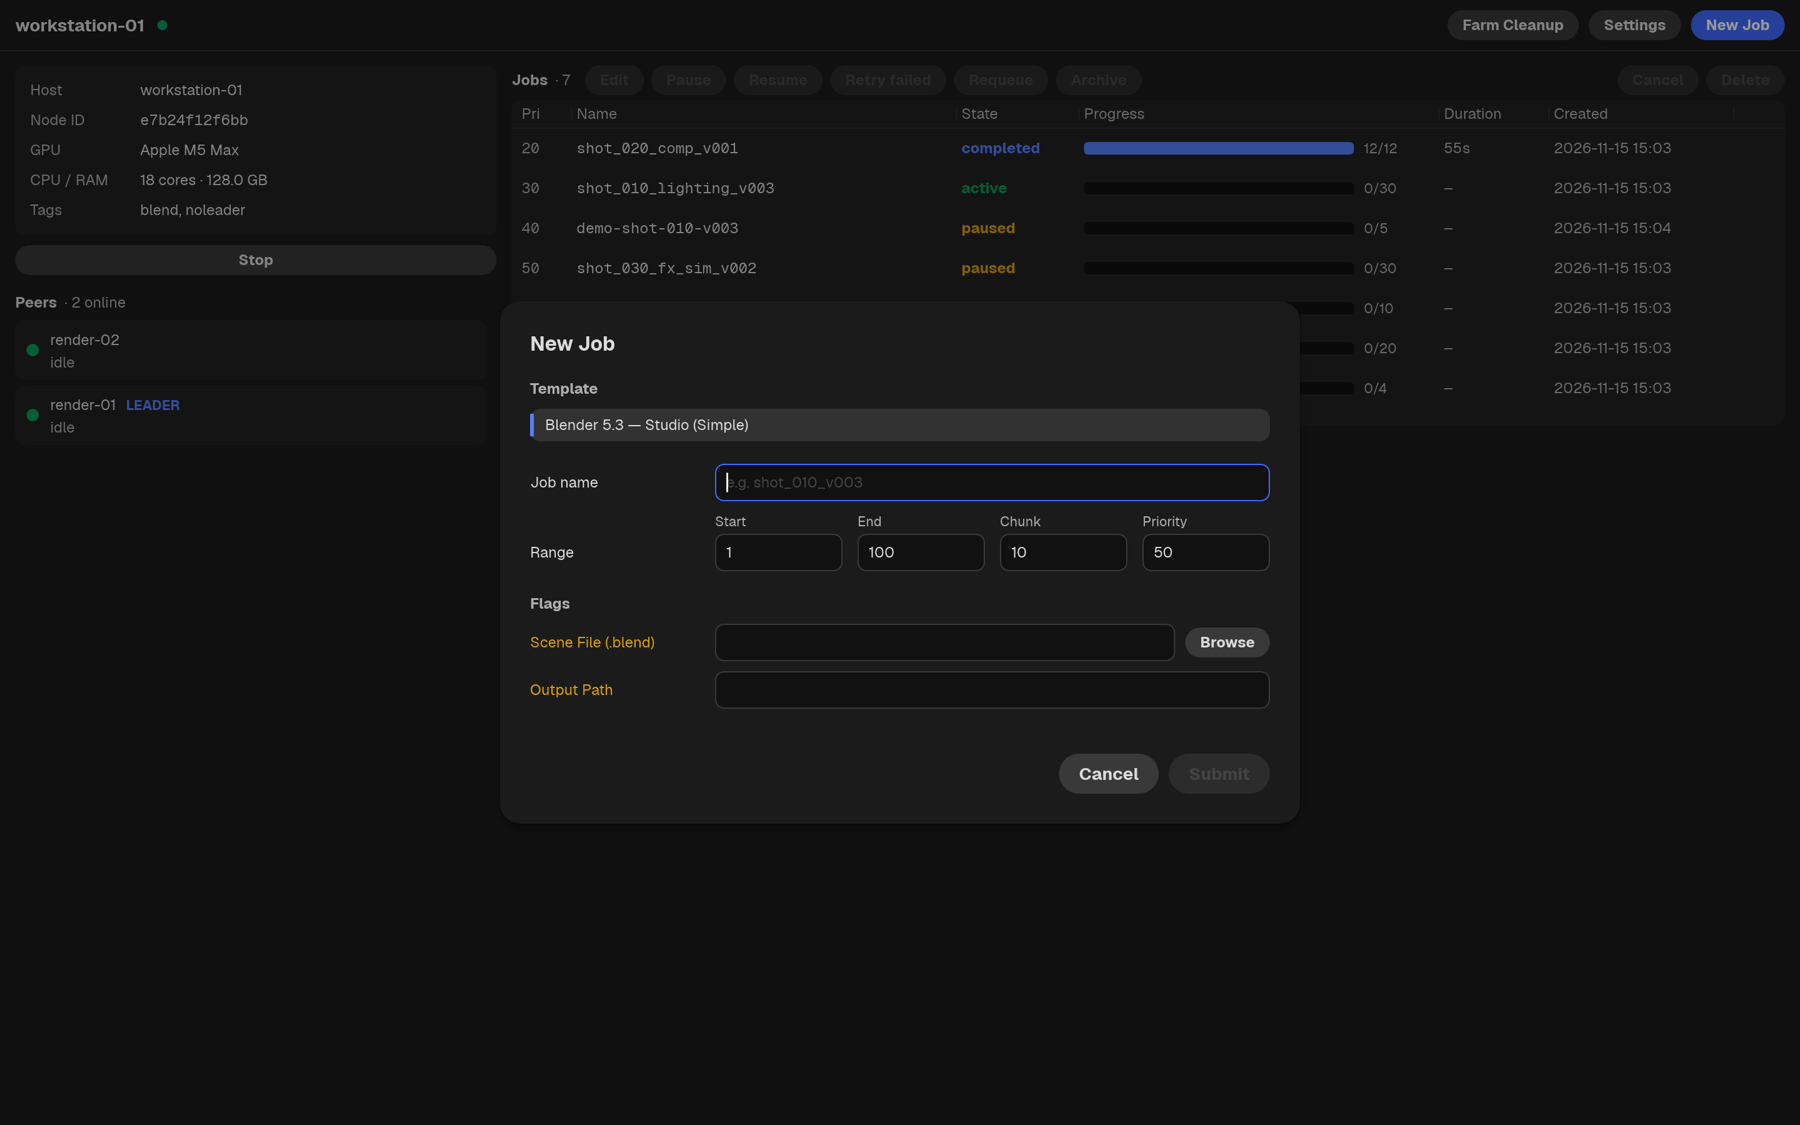 workstation-01
Farm Cleanup
Settings
New Job
Host workstation-01
Node ID e7b24f12f6bb
GPU Apple M5 Max
CPU / RAM 18 cores · 128.0 GB
Tags blend, noleader
Stop
Peers · 2 online
render-02
idle
render-01 LEADER
idle
Jobs · 7 Edit Pause Resume Retry failed Requeue Archive Cancel Delete
Pri Name State Progress Duration Created
20 shot_020_comp_v001 completed 12/12 55s 2026-11-15 15:03
30 shot_010_lighting_v003 active 0/30 – 2026-11-15 15:03
40 demo-shot-010-v003 paused 0/5 – 2026-11-15 15:04
50 shot_030_fx_sim_v002 paused 0/30 – 2026-11-15 15:03
0/10 – 2026-11-15 15:03
0/20 – 2026-11-15 15:03
0/4 – 2026-11-15 15:03
New Job
Template
Blender 5.3 — Studio (Simple)
Job name e.g. shot_010_v003
Start End Chunk Priority
Range 1 100 10 50
Flags
Scene File (.blend) Browse
Output Path
Cancel Submit